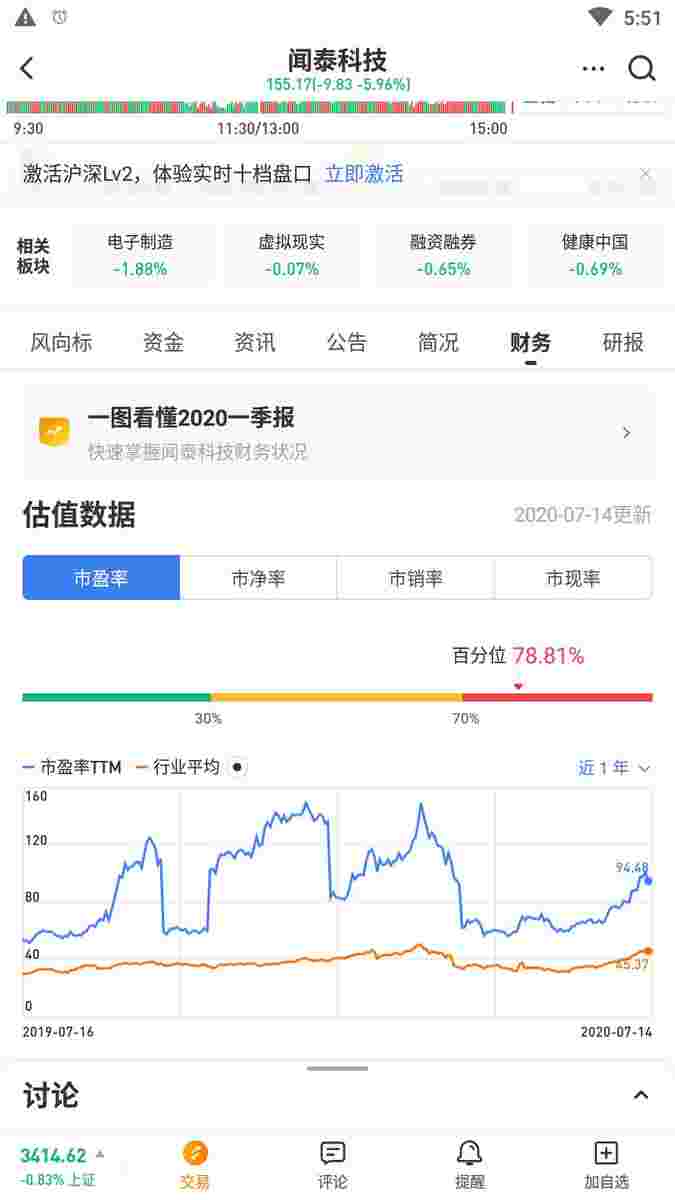 5:51
闻泰科技
155.17(-9.83 -5.96%)
9:30 11:30/13:00 15:00
激活沪深Lv2，体验实时十档盘口 立即激活
相关板块
电子制造 虚拟现实 融资融券 健康中国
-1.88% -0.07% -0.65% -0.69%
风向标 资金 资讯 公告 简况 财务 研报
一图看懂2020一季报
快速掌握闻泰科技财务状况
估值数据 2020-07-14更新
市盈率 市净率 市销率 市现率
百分位 78.81%
30% 70%
市盈率TTM 行业平均 近1年
160
120
94.48
80
40
45.37
0
2019-07-16 2020-07-14
讨论
3414.62
-0.83% 上证
交易 评论 提醒 加自选